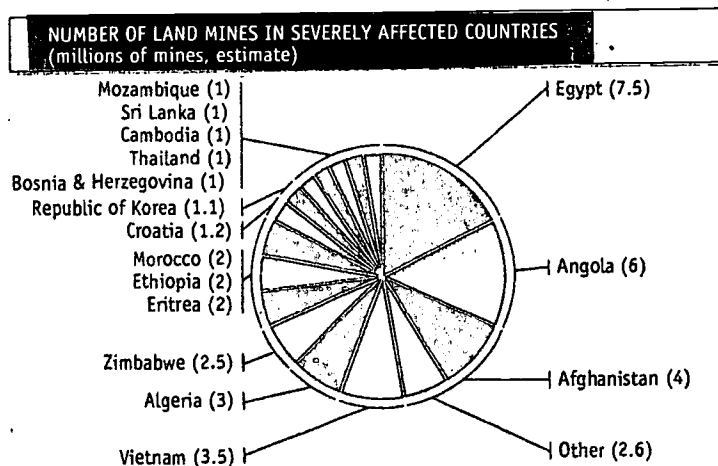 NUMBER OF LAND MINES IN SEVERELY AFFECTED COUNTRIES
(millions of mines, estimate)
Mozambique (1)
Sri Lanka (1)
Cambodia (1)
Thailand (1)
Bosnia & Herzegovina (1)
Republic of Korea (1.1)
Croatia (1.2)
Morocco (2)
Ethiopia (2)
Eritrea (2)
Zimbabwe (2.5)
Algeria (3)
Vietnam (3.5)
Egypt (7.5)
Angola (6)
Afghanistan (4)
Other (2.6)